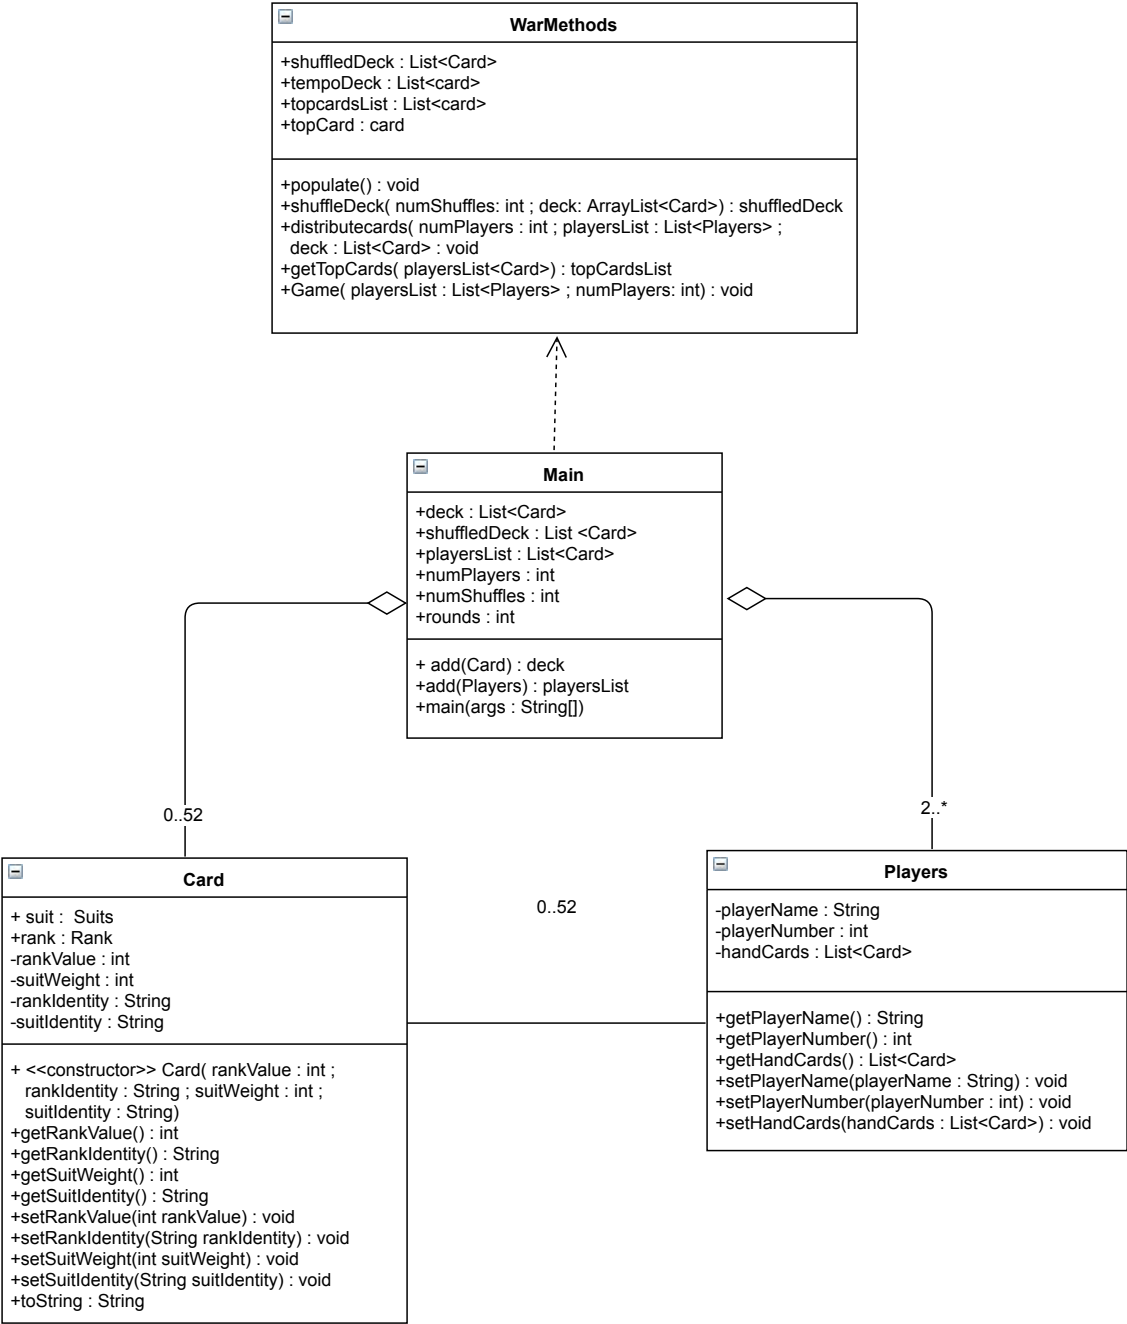 WarMethods
+shuffledDeck : List<Card>
+tempoDeck : List<card>
+topcardsList : List<card>
+topCard : card
+populate() : void
+shuffleDeck( numShuffles: int ; deck: ArrayList<Card>) : shuffledDeck
+distributecards( numPlayers : int ; playersList : List<Players> ;
deck : List<Card> : void
+getTopCards( playersList<Card>) : topCardsList
+Game( playersList : List<Players> ; numPlayers: int) : void
Main
+deck : List<Card>
+shuffledDeck : List <Card>
+playersList : List<Card>
+numPlayers : int
+numShuffles : int
+rounds : int
+ add(Card) : deck
+add(Players) : playersList
+main(args : String[])
0..52
2..*
Card
+ suit :  Suits
+rank : Rank
-rankValue : int
-suitWeight : int
-rankIdentity : String
-suitIdentity : String
+ <<constructor>> Card( rankValue : int ;
rankIdentity : String ; suitWeight : int ;
suitIdentity : String)
+getRankValue() : int
+getRankIdentity() : String
+getSuitWeight() : int
+getSuitIdentity() : String
+setRankValue(int rankValue) : void
+setRankIdentity(String rankIdentity) : void
+setSuitWeight(int suitWeight) : void
+setSuitIdentity(String suitIdentity) : void
+toString : String
0..52
Players
-playerName : String
-playerNumber : int
-handCards : List<Card>
+getPlayerName() : String
+getPlayerNumber() : int
+getHandCards() : List<Card>
+setPlayerName(playerName : String) : void
+setPlayerNumber(playerNumber : int) : void
+setHandCards(handCards : List<Card>) : void